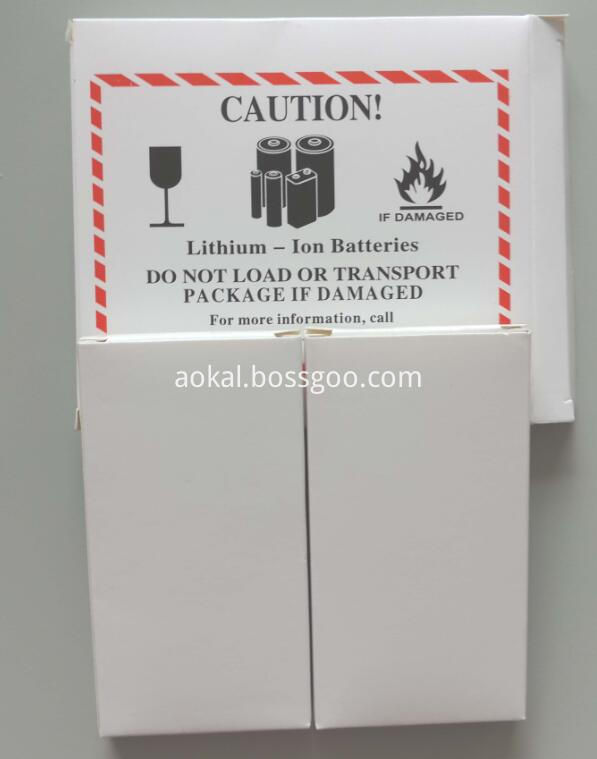 CAUTION!
IF DAMAGED
Lithium – Ion Batteries
DO NOT LOAD OR TRANSPORT
PACKAGE IF DAMAGED
For more information, call
aokal.bossgoo.com